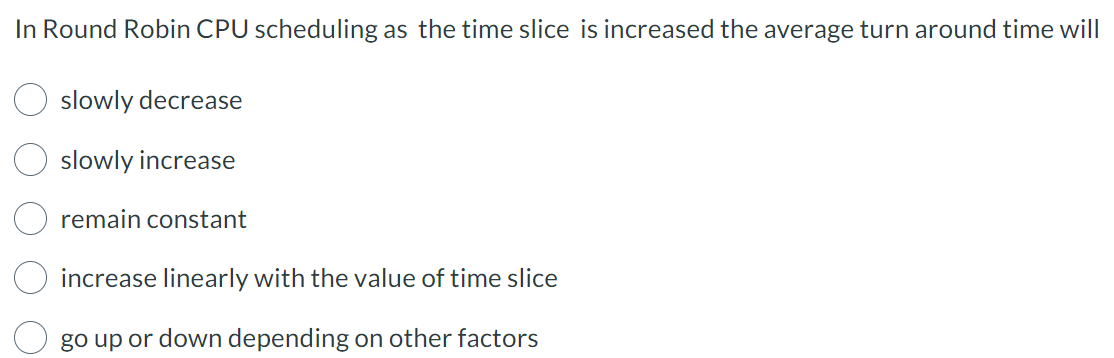 In Round Robin CPU scheduling as the time slice is increased the average turn around time will
slowly decrease
slowly increase
remain constant
increase linearly with the value of time slice
go up or down depending on other factors